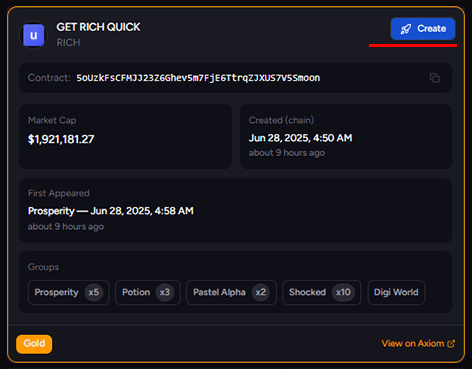 u
GET RICH QUICK
RICH
Create
Contract: 5oUzkFsCFMJJ23Z6Ghev5m7FjE6TtrqZJXUS7V5Smoon
Market Cap
$1,921,181.27
Created (chain)
Jun 28, 2025, 4:50 AM
about 9 hours ago
First Appeared
Prosperity — Jun 28, 2025, 4:58 AM
about 9 hours ago
Groups
Prosperity x5 Potion x3 Pastel Alpha x2 Shocked x10 Digi World
Gold
View on Axiom